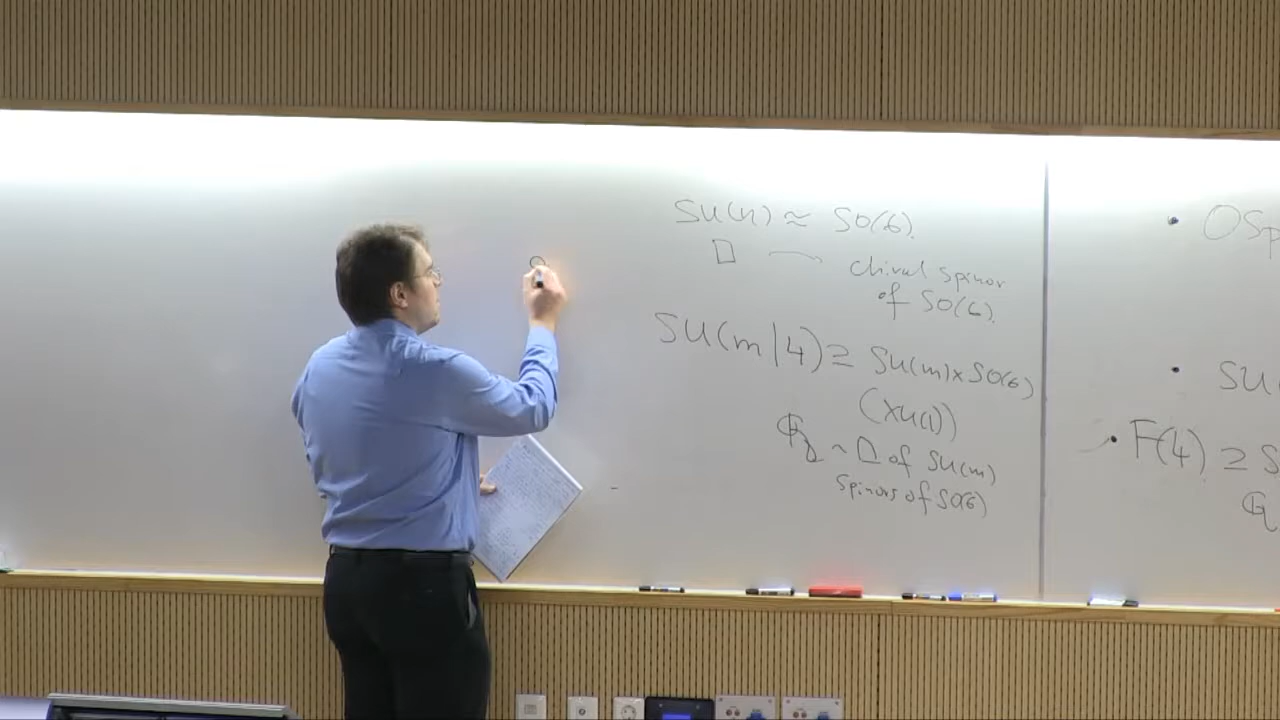 SU(4) ≈ SO(6).
□ — chiral spinor
of SO(6).
SU(m|4) ≥ SU(m)×SO(6)
(×U(1))
Q ~ □ of SU(m)
spinors of SO(6)
• OSp
• SU
• F(4) ≥ S
Q